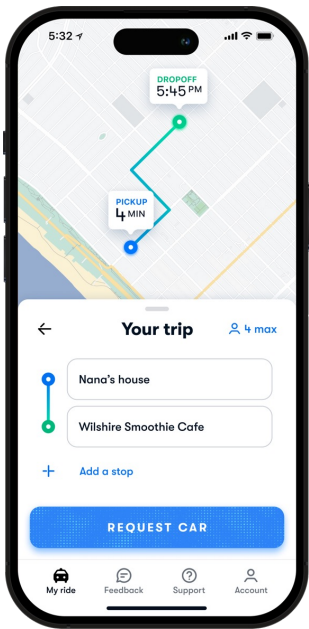 5:32
DROPOFF
5:45 PM
PICKUP
4 MIN
Your trip
4 max
Nana's house
Wilshire Smoothie Cafe
Add a stop
REQUEST CAR
My ride
Feedback
Support
Account